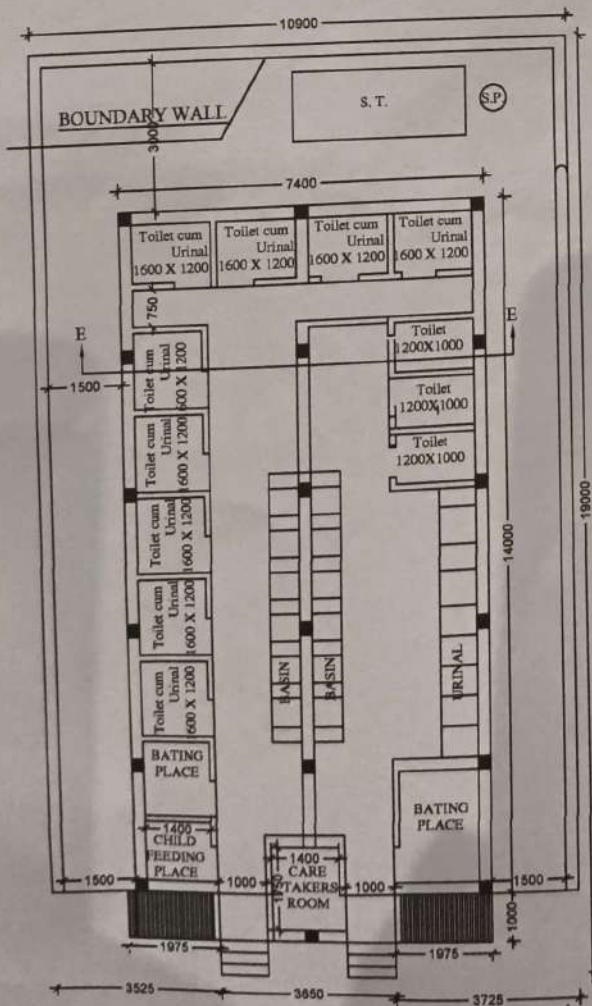 10900
BOUNDARY WALL
S. T.
S.P
3000
7400
Toilet cum
Urinal
1600 X 1200
Toilet cum
Urinal
1600 X 1200
Toilet cum
Urinal
1600 X 1200
Toilet cum
Urinal
1600 X 1200
750
E
E
1500
Toilet cum
Urinal
1600 X 1200
Toilet
1200X1000
Toilet
1200X1000
Toilet
1200X1000
Toilet cum
Urinal
1600 X 1200
Toilet cum
Urinal
1600 X 1200
Toilet cum
Urinal
1600 X 1200
Toilet cum
Urinal
1600 X 1200
14000
19000
BASIN
BASIN
URINAL
BATING
PLACE
BATING
PLACE
1400
CHILD
FEEDING
PLACE
1400
CARE
TAKERS
ROOM
1500
1000
1000
1500
1000
1975
1975
3525
3650
3725